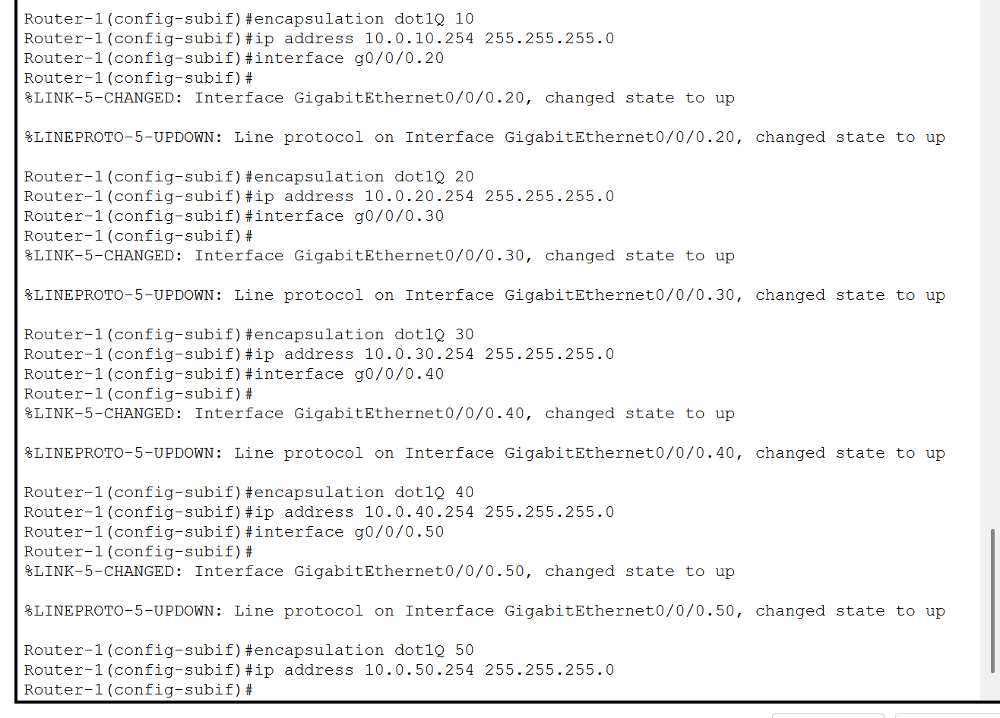 Router-1(config-subif)#encapsulation dot1Q 10
Router-1(config-subif)#ip address 10.0.10.254 255.255.255.0
Router-1(config-subif)#interface g0/0/0.20
Router-1(config-subif)#
%LINK-5-CHANGED: Interface GigabitEthernet0/0/0.20, changed state to up
%LINEPROTO-5-UPDOWN: Line protocol on Interface GigabitEthernet0/0/0.20, changed state to up
Router-1(config-subif)#encapsulation dot1Q 20
Router-1(config-subif)#ip address 10.0.20.254 255.255.255.0
Router-1(config-subif)#interface g0/0/0.30
Router-1(config-subif)#
%LINK-5-CHANGED: Interface GigabitEthernet0/0/0.30, changed state to up
%LINEPROTO-5-UPDOWN: Line protocol on Interface GigabitEthernet0/0/0.30, changed state to up
Router-1(config-subif)#encapsulation dot1Q 30
Router-1(config-subif)#ip address 10.0.30.254 255.255.255.0
Router-1(config-subif)#interface g0/0/0.40
Router-1(config-subif)#
%LINK-5-CHANGED: Interface GigabitEthernet0/0/0.40, changed state to up
%LINEPROTO-5-UPDOWN: Line protocol on Interface GigabitEthernet0/0/0.40, changed state to up
Router-1(config-subif)#encapsulation dot1Q 40
Router-1(config-subif)#ip address 10.0.40.254 255.255.255.0
Router-1(config-subif)#interface g0/0/0.50
Router-1(config-subif)#
%LINK-5-CHANGED: Interface GigabitEthernet0/0/0.50, changed state to up
%LINEPROTO-5-UPDOWN: Line protocol on Interface GigabitEthernet0/0/0.50, changed state to up
Router-1(config-subif)#encapsulation dot1Q 50
Router-1(config-subif)#ip address 10.0.50.254 255.255.255.0
Router-1(config-subif)#